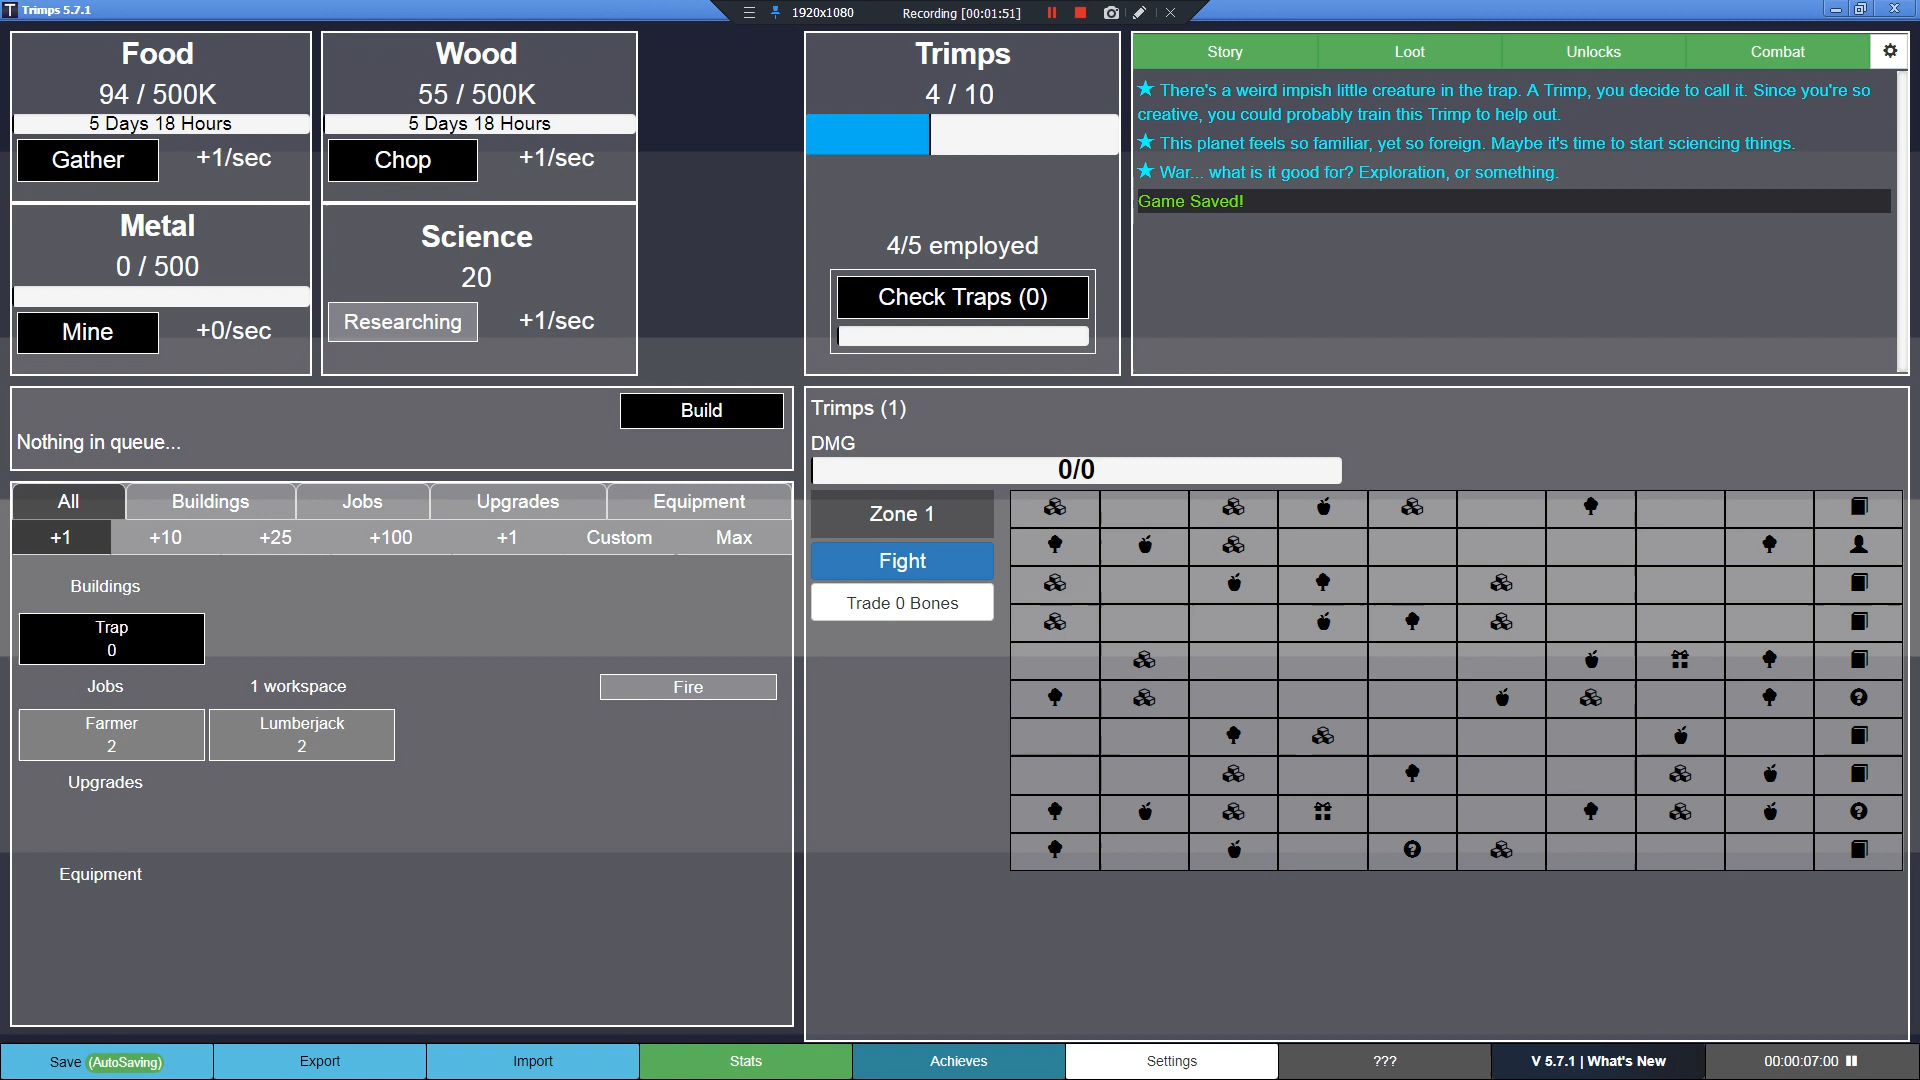 Trimps 5.7.1
1920x1080
Recording [00:01:51]
Food
94 / 500K
5 Days 18 Hours
Gather
+1/sec
Wood
55 / 500K
5 Days 18 Hours
Chop
+1/sec
Metal
0 / 500
Mine
+0/sec
Science
20
Researching
+1/sec
Trimps
4 / 10
4/5 employed
Check Traps (0)
Story
Loot
Unlocks
Combat
There's a weird impish little creature in the trap. A Trimp, you decide to call it. Since you're so
creative, you could probably train this Trimp to help out.
This planet feels so familiar, yet so foreign. Maybe it's time to start sciencing things.
War... what is it good for? Exploration, or something.
Game Saved!
Build
Nothing in queue...
All
Buildings
Jobs
Upgrades
Equipment
+1
+10
+25
+100
+1
Custom
Max
Buildings
Trap
0
Jobs
1 workspace
Fire
Farmer
2
Lumberjack
2
Upgrades
Equipment
Trimps (1)
DMG
0/0
Zone 1
Fight
Trade 0 Bones
Save (AutoSaving)
Export
Import
Stats
Achieves
Settings
???
V 5.7.1 | What's New
00:00:07:00